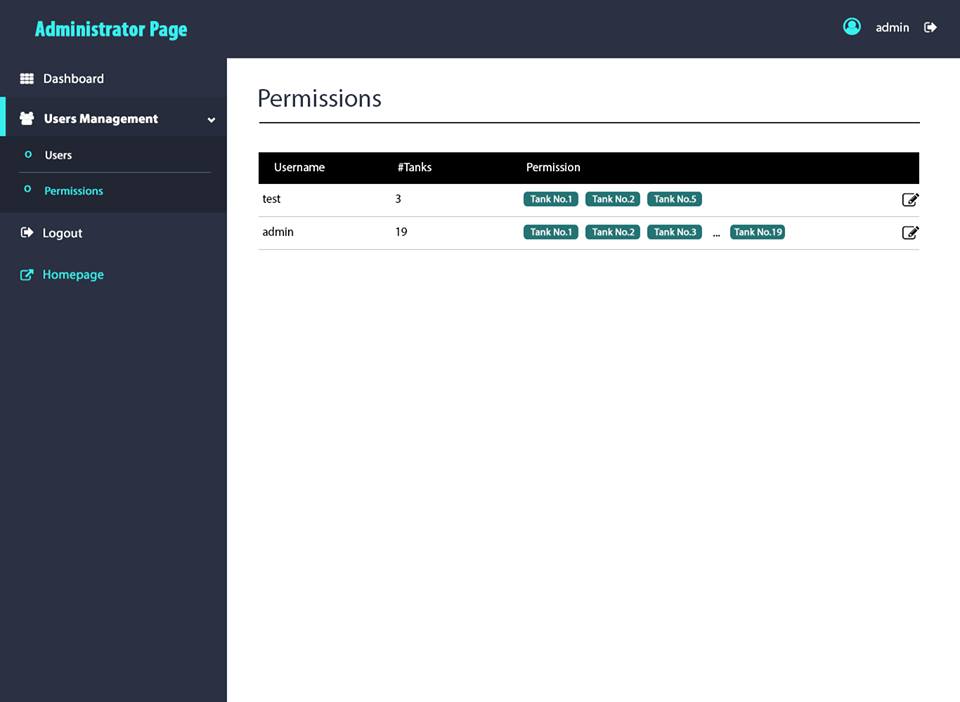 Administrator Page
admin
Dashboard
Users Management
Users
Permissions
Logout
Homepage
Permissions
Username #Tanks Permission
test 3 Tank No.1 Tank No.2 Tank No.5
admin 19 Tank No.1 Tank No.2 Tank No.3 ... Tank No.19